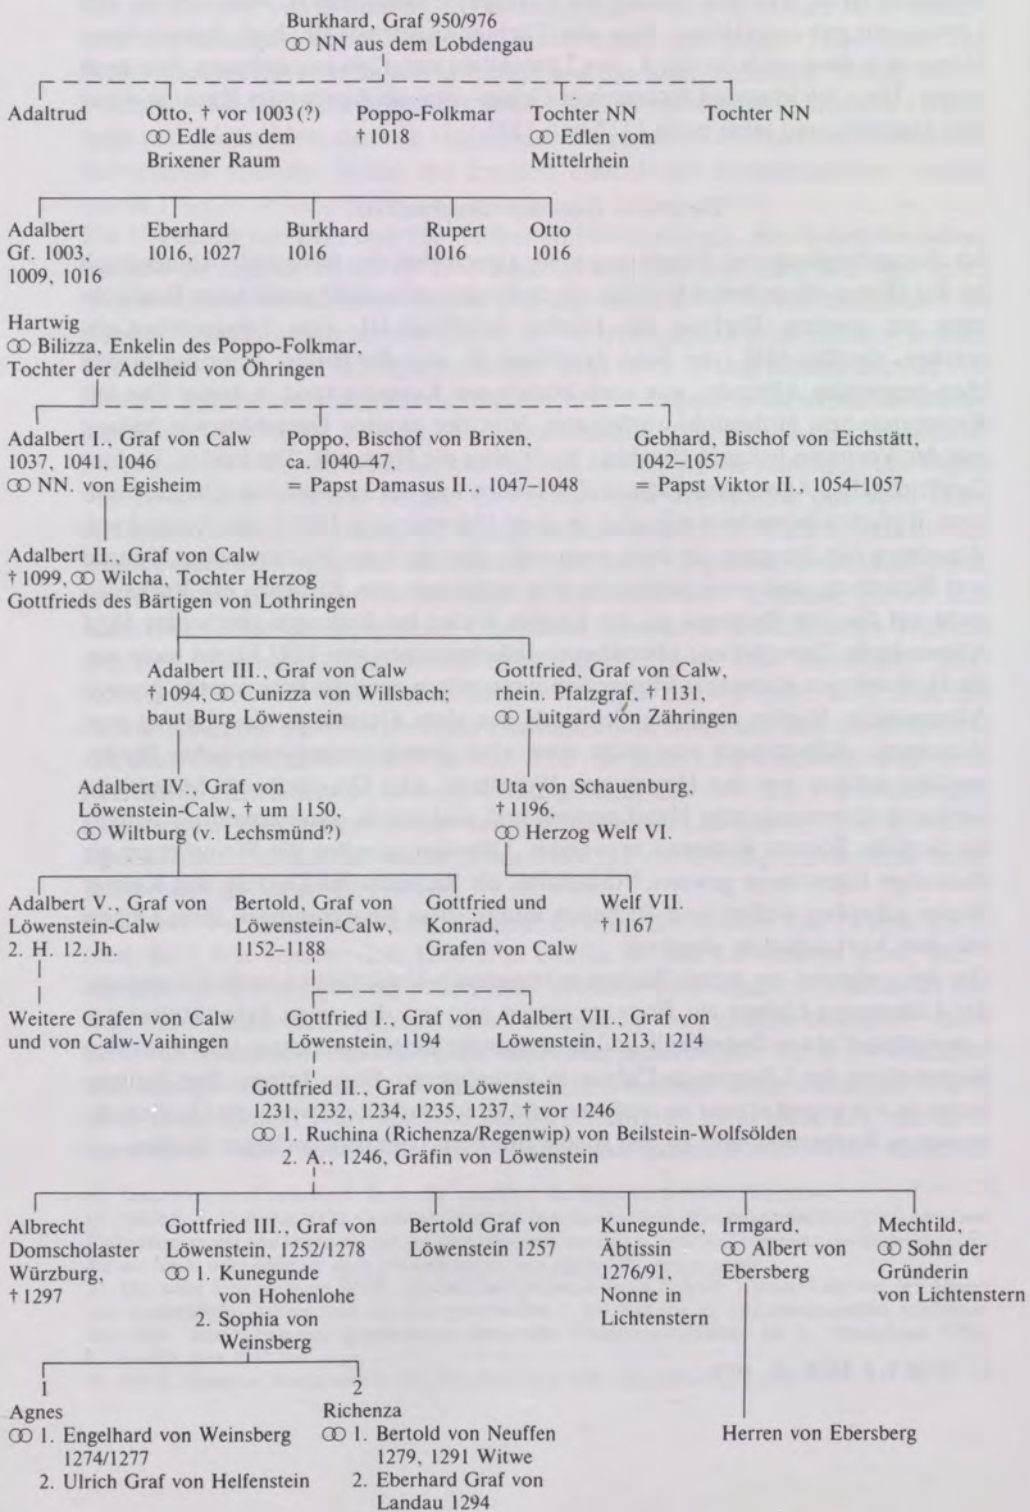 Burkhard, Graf 950/976
⚭ NN aus dem Lobdengau
Adaltrud
Otto, † vor 1003 (?)
⚭ Edle aus dem
Brixener Raum
Poppo-Folkmar
† 1018
Tochter NN
⚭ Edlen vom
Mittelrhein
Tochter NN
Adalbert
Gf. 1003,
1009, 1016
Eberhard
1016, 1027
Burkhard
1016
Rupert
1016
Otto
1016
Hartwig
⚭ Bilizza, Enkelin des Poppo-Folkmar,
Tochter der Adelheid von Öhringen
Adalbert I., Graf von Calw
1037, 1041, 1046
⚭ NN. von Egisheim
Poppo, Bischof von Brixen,
ca. 1040–47,
= Papst Damasus II., 1047–1048
Gebhard, Bischof von Eichstätt,
1042–1057
= Papst Viktor II., 1054–1057
Adalbert II., Graf von Calw
† 1099, ⚭ Wilcha, Tochter Herzog
Gottfrieds des Bärtigen von Lothringen
Adalbert III., Graf von Calw
† 1094, ⚭ Cunizza von Willsbach;
baut Burg Löwenstein
Gottfried, Graf von Calw,
rhein. Pfalzgraf, † 1131,
⚭ Luitgard von Zähringen
Adalbert IV., Graf von
Löwenstein-Calw, † um 1150,
⚭ Wiltburg (v. Lechsmünd?)
Uta von Schauenburg,
† 1196,
⚭ Herzog Welf VI.
Adalbert V., Graf von
Löwenstein-Calw
2. H. 12. Jh.
Bertold, Graf von
Löwenstein-Calw,
1152–1188
Gottfried und
Konrad,
Grafen von Calw
Welf VII.
† 1167
Weitere Grafen von Calw
und von Calw-Vaihingen
Gottfried I., Graf von
Löwenstein, 1194
Adalbert VII., Graf von
Löwenstein, 1213, 1214
Gottfried II., Graf von Löwenstein
1231, 1232, 1234, 1235, 1237, † vor 1246
⚭ 1. Ruchina (Richenza/Regenwip) von Beilstein-Wolfsölden
2. A., 1246, Gräfin von Löwenstein
Albrecht
Domscholaster
Würzburg,
† 1297
Gottfried III., Graf von
Löwenstein, 1252/1278
⚭ 1. Kunegunde
von Hohenlohe
2. Sophia von
Weinsberg
Bertold Graf von
Löwenstein 1257
Kunegunde,
Äbtissin
1276/91,
Nonne in
Lichtenstern
Irmgard,
⚭ Albert von
Ebersberg
Mechtild,
⚭ Sohn der
Gründerin
von Lichtenstern
1
Agnes
⚭ 1. Engelhard von Weinsberg
1274/1277
2. Ulrich Graf von Helfenstein
2
Richenza
⚭ 1. Bertold von Neuffen
1279, 1291 Witwe
2. Eberhard Graf von
Landau 1294
Herren von Ebersberg